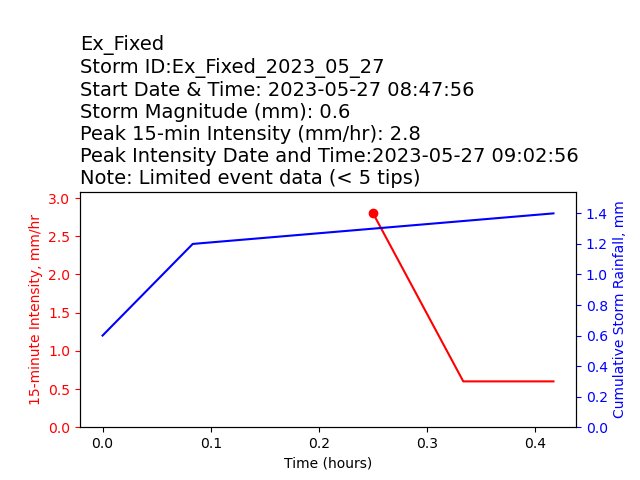 Ex_Fixed
Storm ID:Ex_Fixed_2023_05_27
Start Date & Time: 2023-05-27 08:47:56
Storm Magnitude (mm): 0.6
Peak 15-min Intensity (mm/hr): 2.8
Peak Intensity Date and Time:2023-05-27 09:02:56
Note: Limited event data (< 5 tips)
3.0
2.5
2.0
1.5
1.0
0.5
0.0
15-minute Intensity, mm/hr
1.4
1.2
1.0
0.8
0.6
0.4
0.2
0.0
Cumulative Storm Rainfall, mm
0.0 0.1 0.2 0.3 0.4
Time (hours)